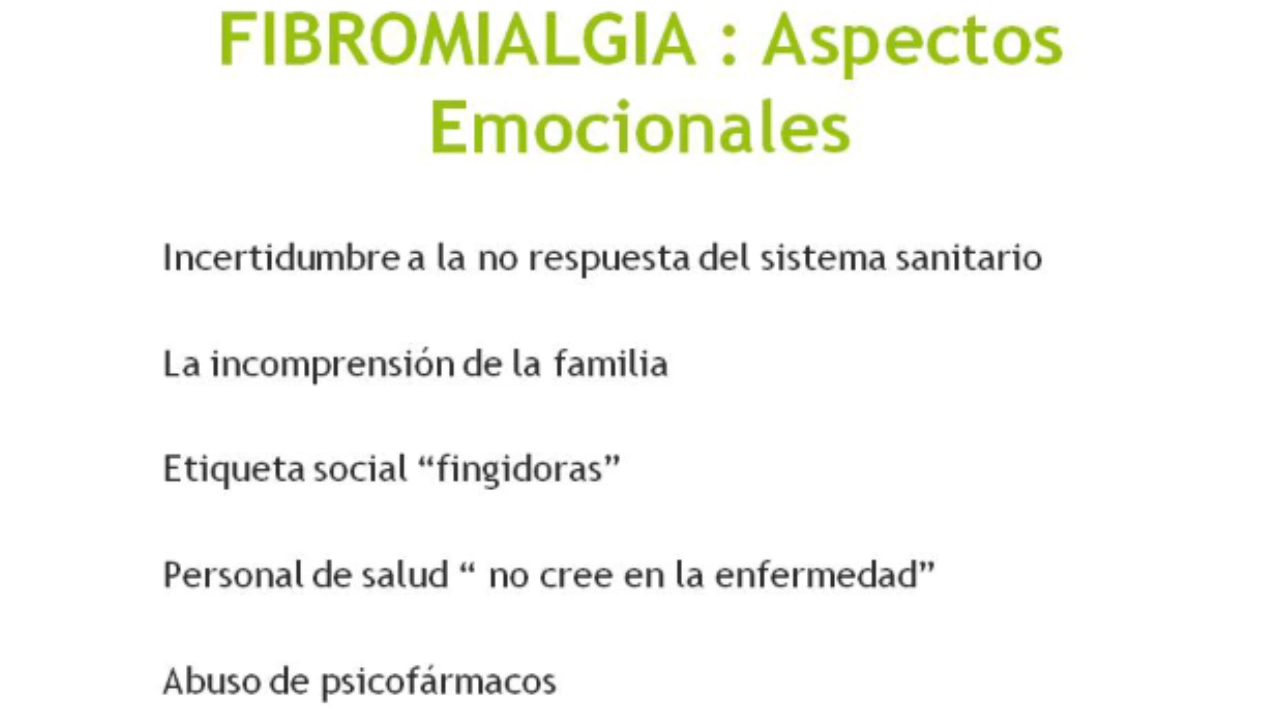 FIBROMIALGIA : Aspectos
Emocionales
Incertidumbre a la no respuesta del sistema sanitario
La incomprensión de la familia
Etiqueta social “fingidoras”
Personal de salud “ no cree en la enfermedad”
Abuso de psicofármacos